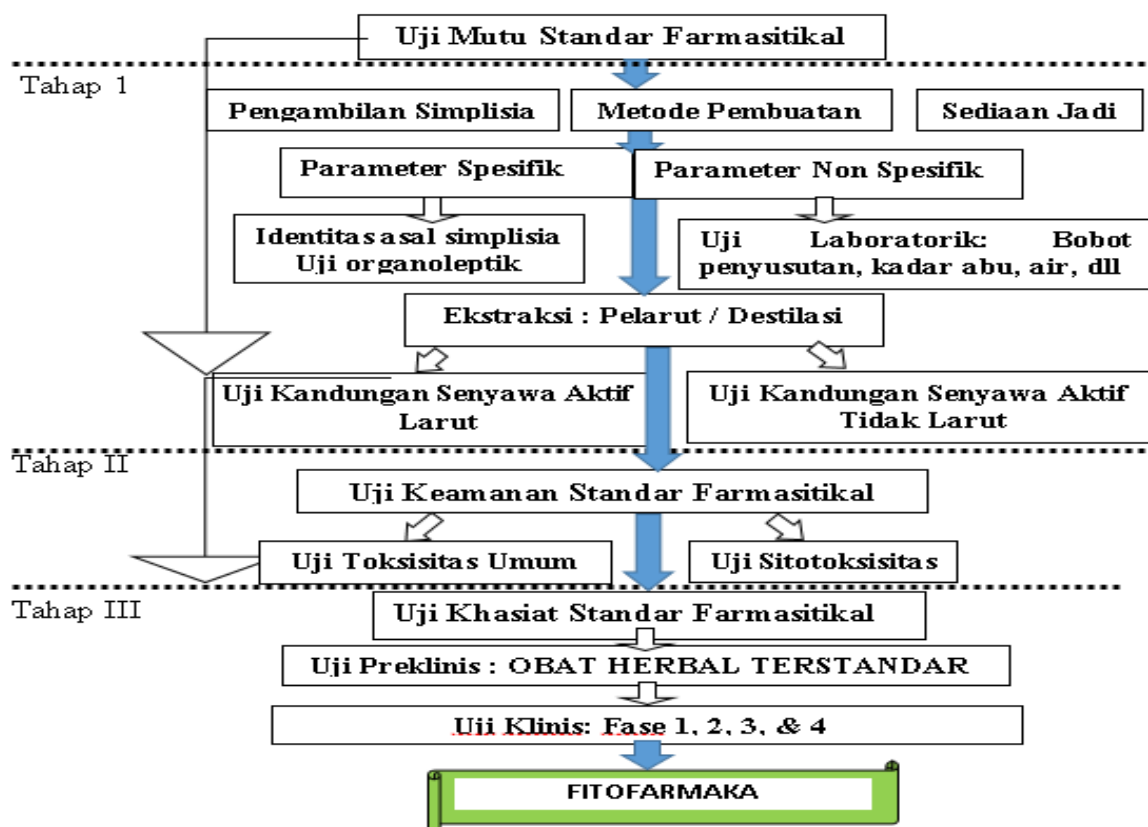 Uji Mutu Standar Farmasitikal
Tahap 1
Pengambilan Simplisia
Metode Pembuatan
Sediaan Jadi
Parameter Spesifik
Parameter Non Spesifik
Identitas asal simplisia
Uji organoleptik
Uji Laboratorik: Bobot
penyusutan, kadar abu, air, dll
Ekstraksi : Pelarut / Destilasi
Uji Kandungan Senyawa Aktif
Larut
Uji Kandungan Senyawa Aktif
Tidak Larut
Tahap II
Uji Keamanan Standar Farmasitikal
Uji Toksisitas Umum
Uji Sitotoksisitas
Tahap III
Uji Khasiat Standar Farmasitikal
Uji Preklinis : OBAT HERBAL TERSTANDAR
Uji Klinis: Fase 1, 2, 3, & 4
FITOFARMAKA